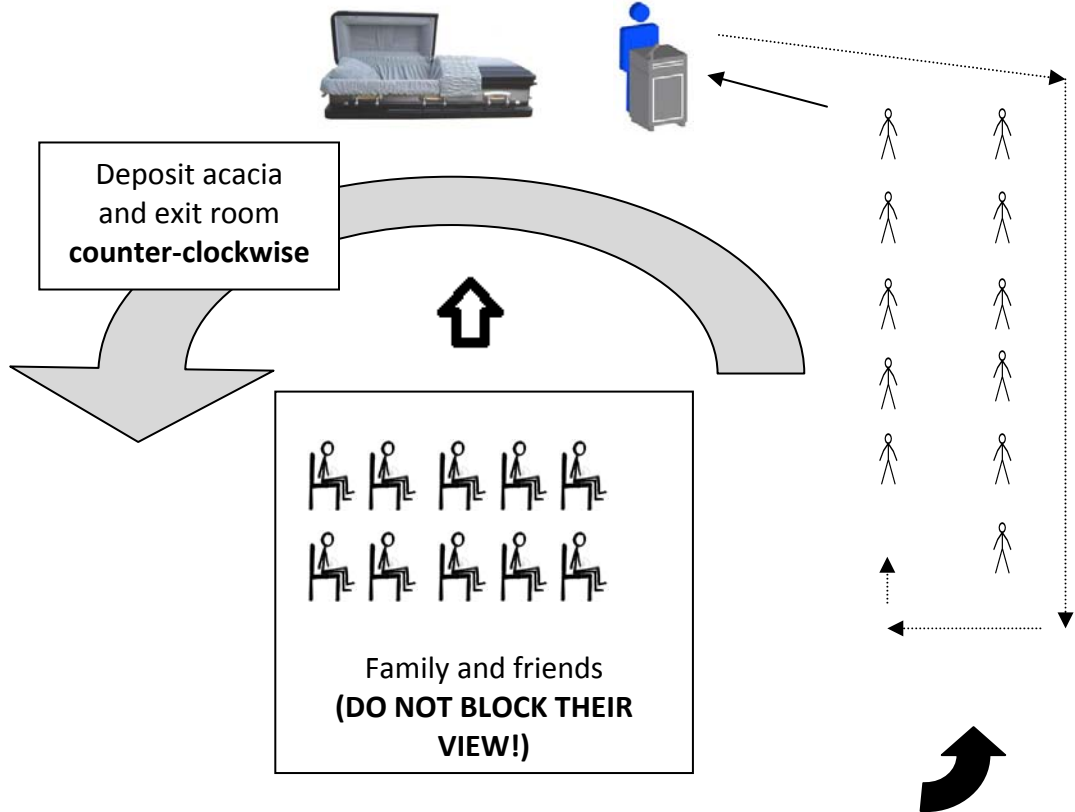 Deposit acacia
and exit room
counter-clockwise
Family and friends
(DO NOT BLOCK THEIR
VIEW!)